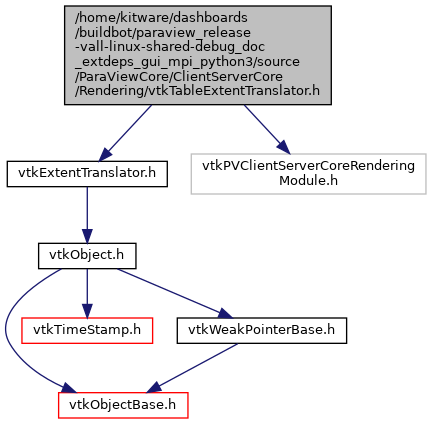 /home/kitware/dashboards
/buildbot/paraview_release
-vall-linux-shared-debug_doc
_extdeps_gui_mpi_python3/source
/ParaViewCore/ClientServerCore
/Rendering/vtkTableExtentTranslator.h
vtkExtentTranslator.h
vtkPVClientServerCoreRendering
Module.h
vtkObject.h
vtkTimeStamp.h
vtkWeakPointerBase.h
vtkObjectBase.h